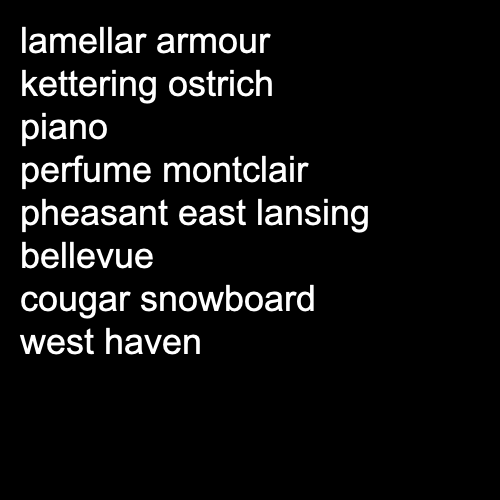 lamellar armour
kettering ostrich
piano
perfume montclair
pheasant east lansing
bellevue
cougar snowboard
west haven